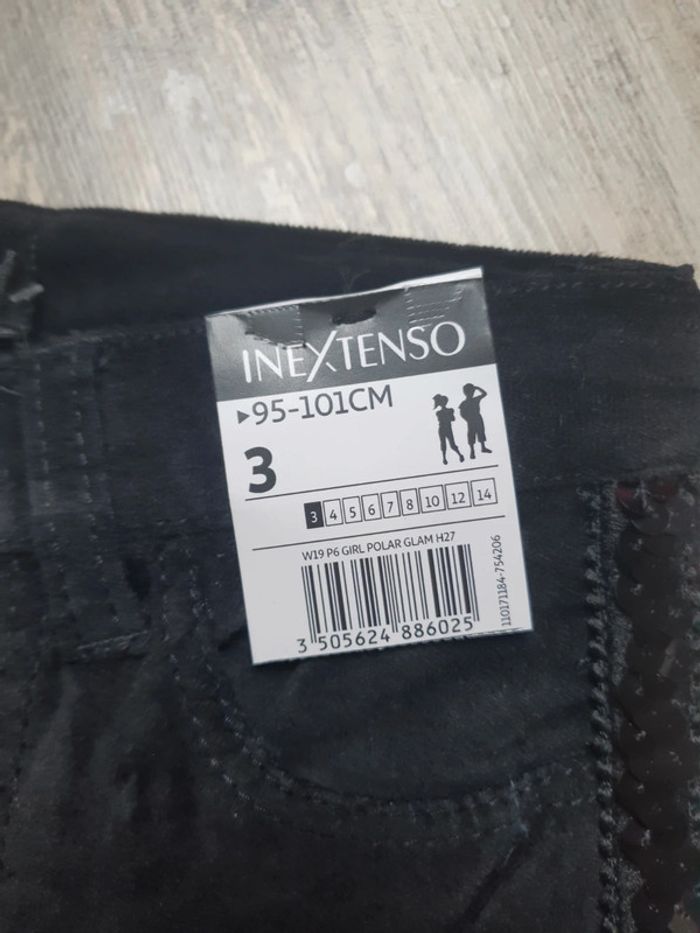 INEXTENSO
▸95-101CM
3
3 4 5 6 7 8 10 12 14
W19 P6 GIRL POLAR GLAM H27
110171184-754206
3 505624 886025